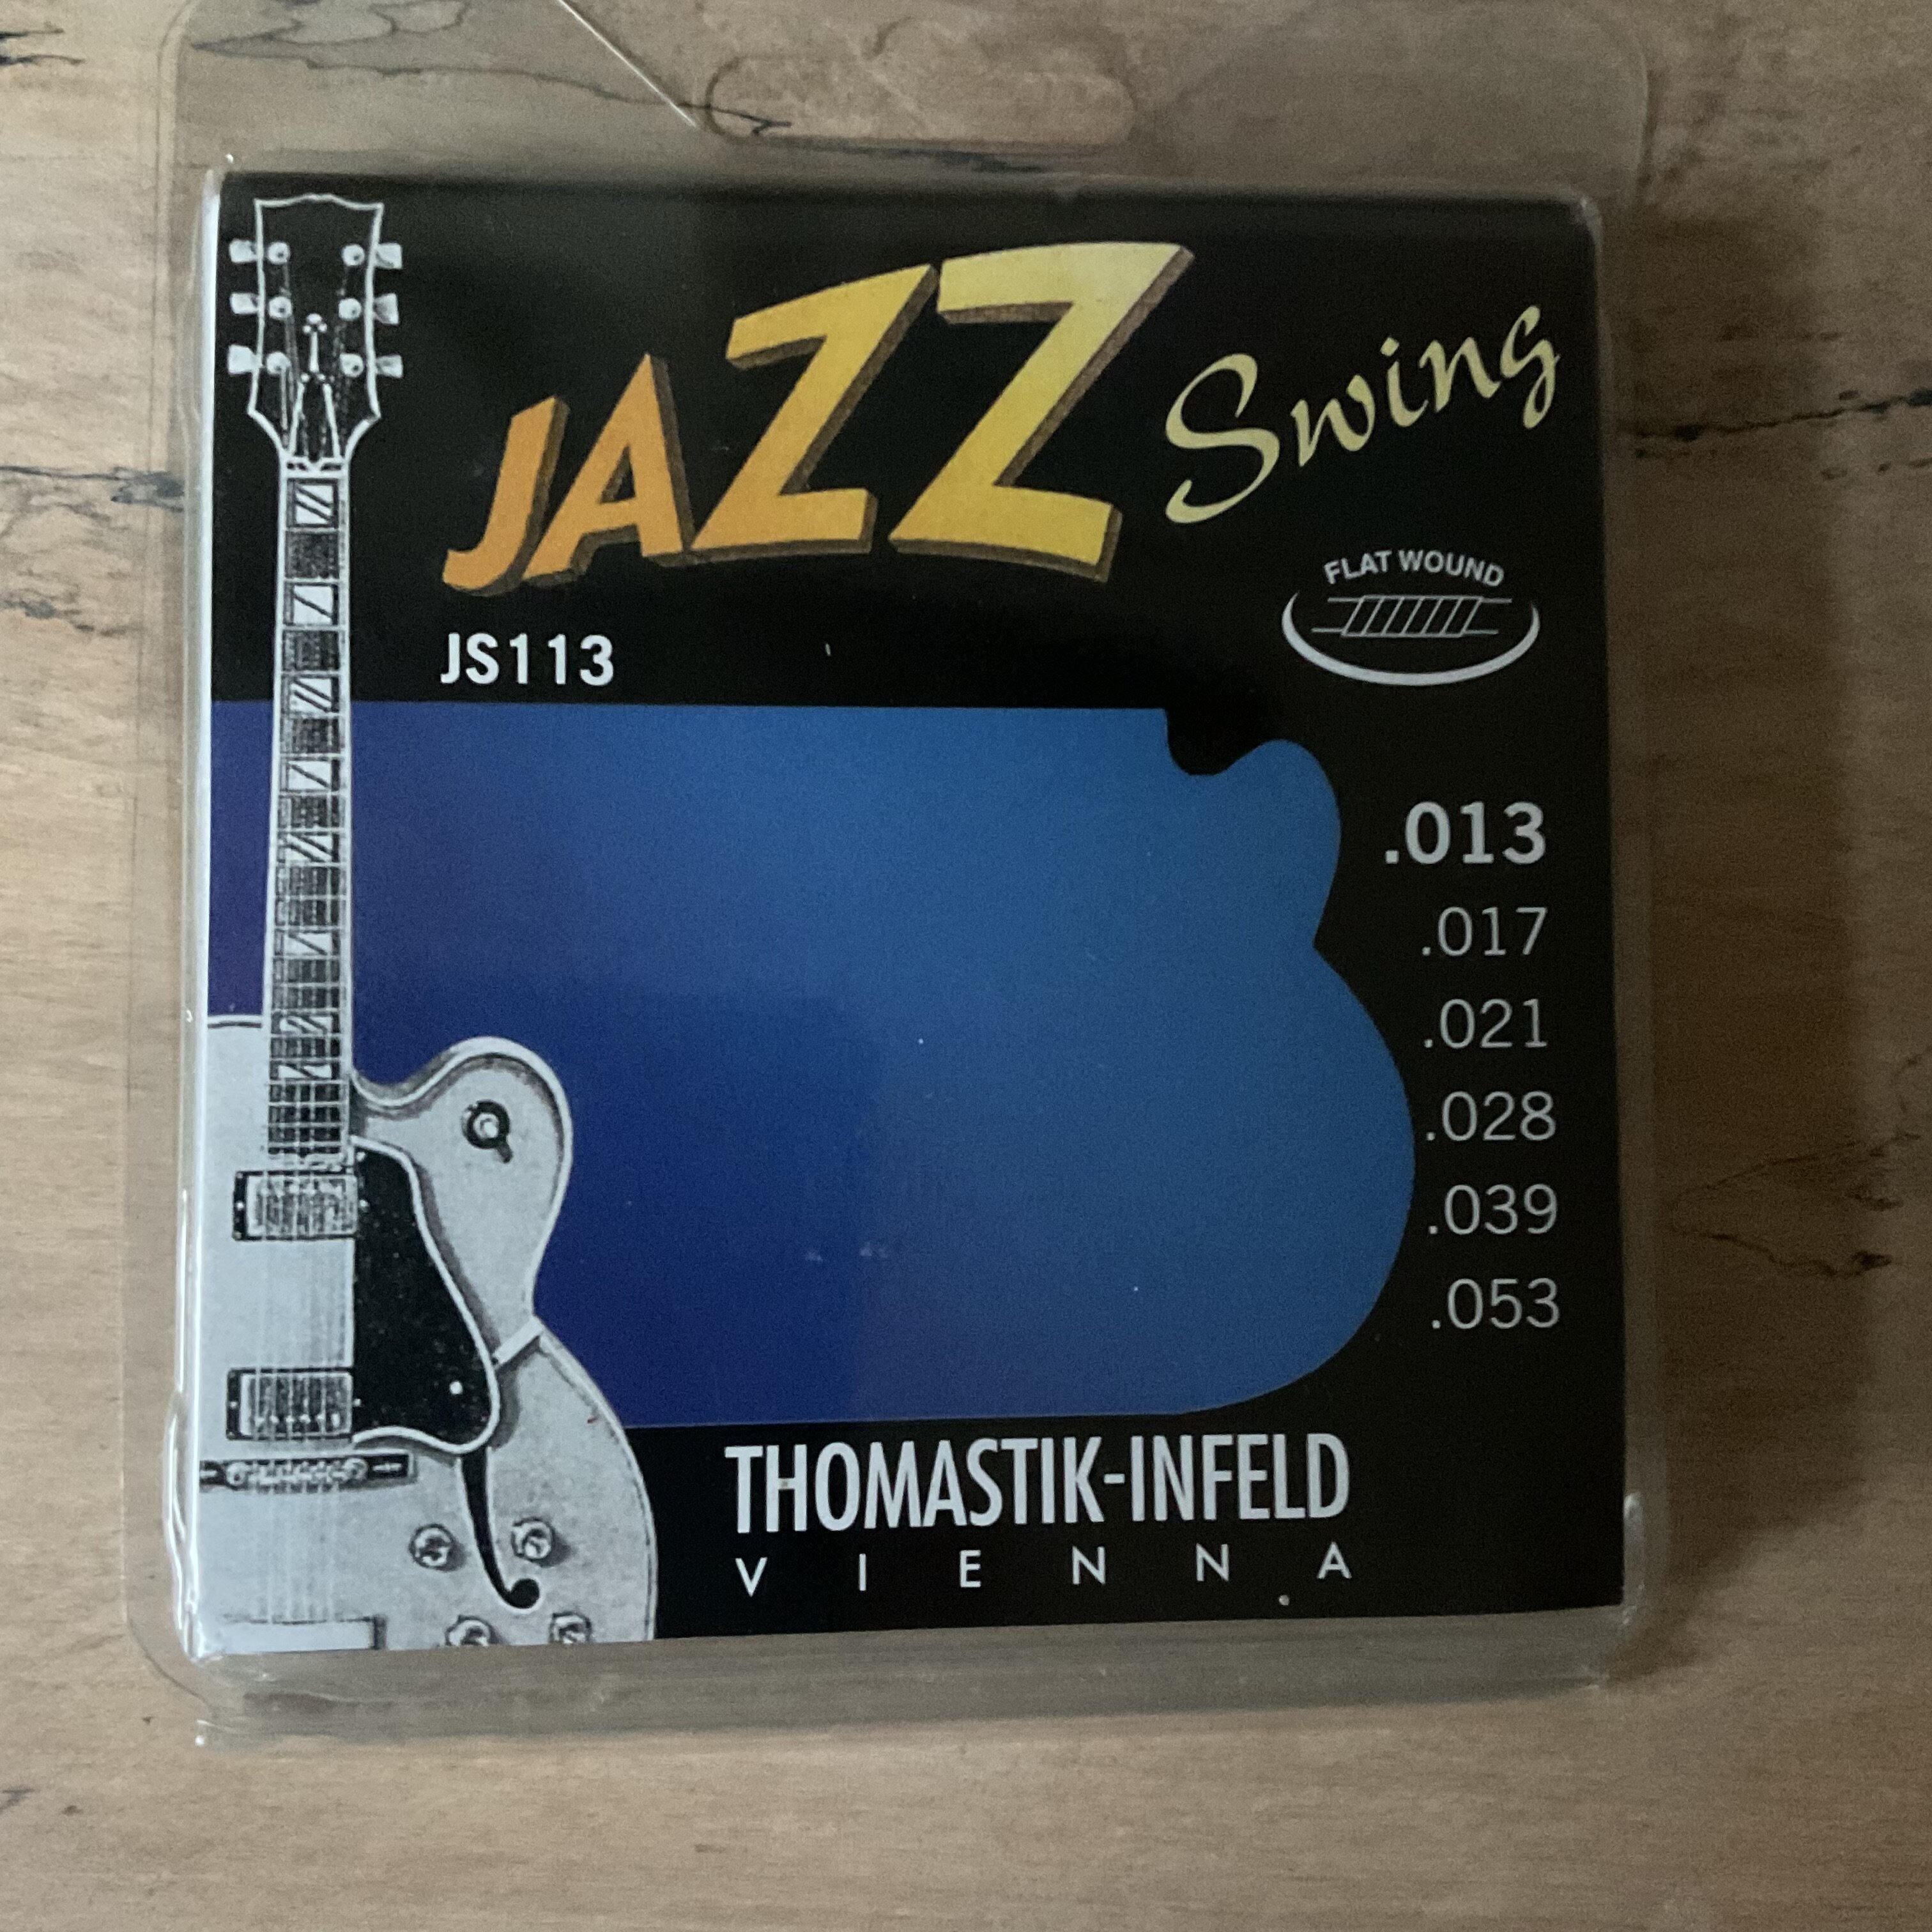 JAZZ Swing
FLAT WOUND
JS113
.013
.017
.021
.028
.039
.053
THOMASTIK-INFELD
VIENNA